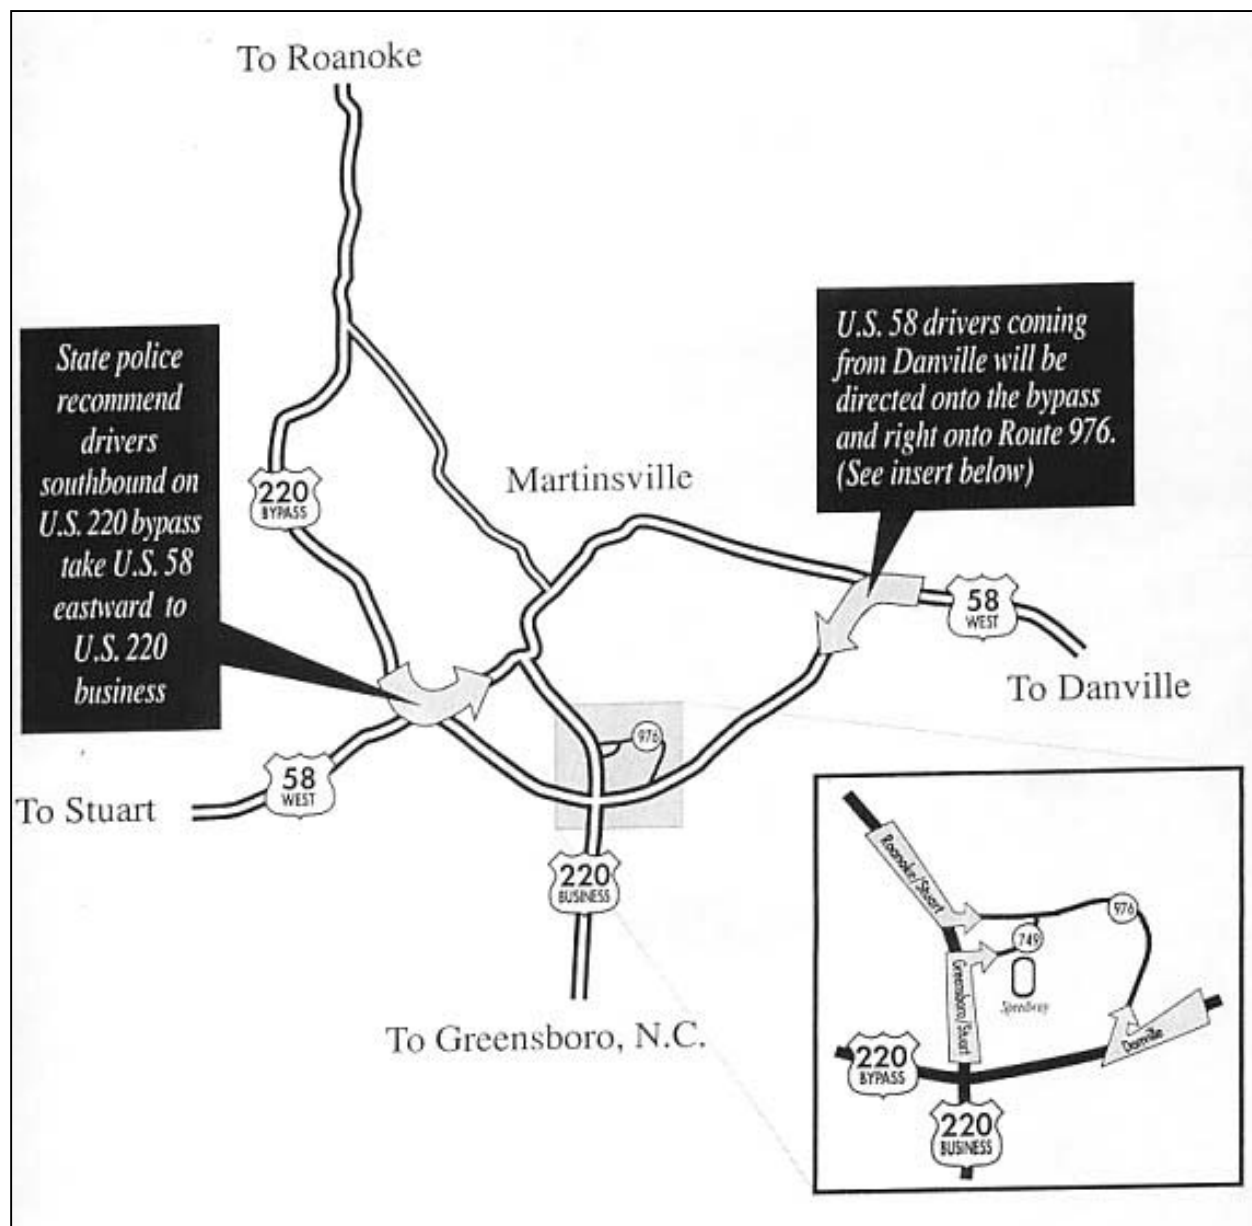 To Roanoke
State police
recommend
drivers
southbound on
U.S. 220 bypass
take U.S. 58
eastward to
U.S. 220
business
U.S. 58 drivers coming
from Danville will be
directed onto the bypass
and right onto Route 976.
(See insert below)
220
BYPASS
Martinsville
58
WEST
To Danville
976
58
WEST
To Stuart
220
BUSINESS
To Greensboro, N.C.
Roanoke/Stuart
976
749
Greensboro/Stuart
Speedway
Danville
220
BYPASS
220
BUSINESS